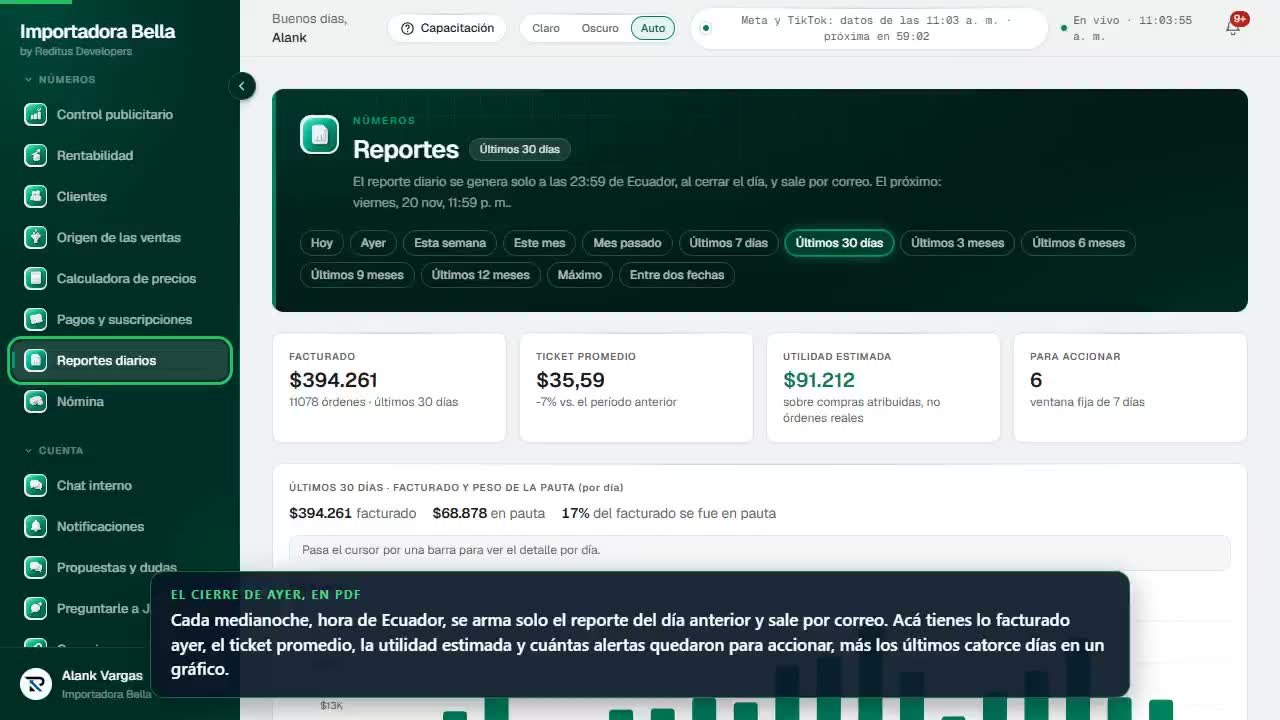 Importadora Bella
by Reditus Developers
NÚMEROS
Control publicitario
Rentabilidad
Clientes
Origen de las ventas
Calculadora de precios
Pagos y suscripciones
Reportes diarios
Nómina
CUENTA
Chat interno
Notificaciones
Propuestas y dudas
Preguntarle a J
Alank Vargas
Importadora Bella
Buenos días,
Alank
Capacitación
Claro Oscuro Auto
Meta y TikTok: datos de las 11:03 a. m. ·
próxima en 59:02
En vivo · 11:03:55
a. m.
9+
NÚMEROS
Reportes Últimos 30 días
El reporte diario se genera solo a las 23:59 de Ecuador, al cerrar el día, y sale por correo. El próximo:
viernes, 20 nov, 11:59 p. m..
Hoy Ayer Esta semana Este mes Mes pasado Últimos 7 días Últimos 30 días Últimos 3 meses Últimos 6 meses
Últimos 9 meses Últimos 12 meses Máximo Entre dos fechas
FACTURADO
$394.261
11078 órdenes · últimos 30 días
TICKET PROMEDIO
$35,59
-7% vs. el período anterior
UTILIDAD ESTIMADA
$91.212
sobre compras atribuidas, no
órdenes reales
PARA ACCIONAR
6
ventana fija de 7 días
ÚLTIMOS 30 DÍAS · FACTURADO Y PESO DE LA PAUTA (por día)
$394.261 facturado $68.878 en pauta 17% del facturado se fue en pauta
Pasa el cursor por una barra para ver el detalle por día.
EL CIERRE DE AYER, EN PDF
Cada medianoche, hora de Ecuador, se arma solo el reporte del día anterior y sale por correo. Acá tienes lo facturado
ayer, el ticket promedio, la utilidad estimada y cuántas alertas quedaron para accionar, más los últimos catorce días en un
gráfico.
$13K